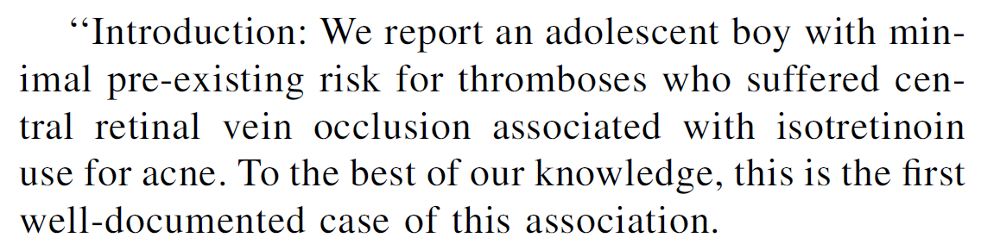 ‘‘Introduction: We report an adolescent boy with min-
imal pre-existing risk for thromboses who suffered cen-
tral retinal vein occlusion associated with isotretinoin
use for acne. To the best of our knowledge, this is the first
well-documented case of this association.